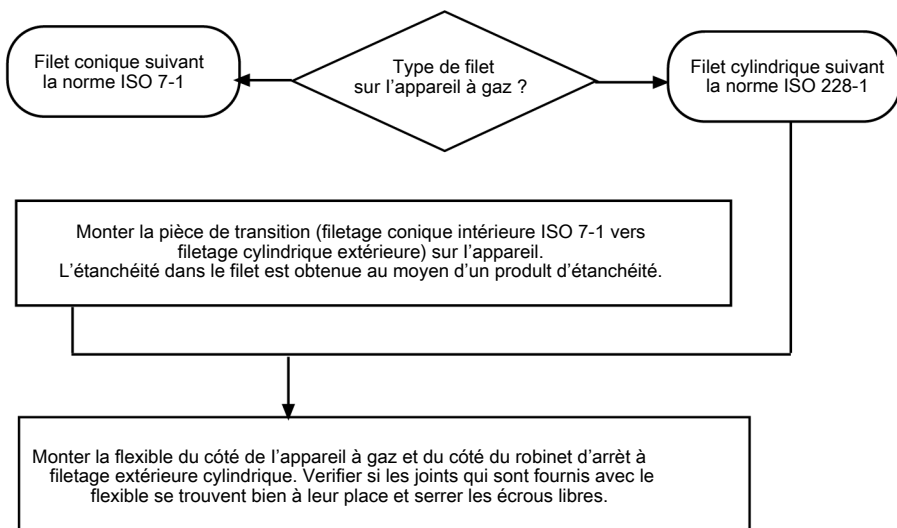 Filet conique suivant
la norme ISO 7-1
Type de filet
sur l'appareil à gaz ?
Filet cylindrique suivant
la norme ISO 228-1
Monter la pièce de transition (filetage conique intérieure ISO 7-1 vers
filetage cylindrique extérieure) sur l'appareil.
L'étanchéité dans le filet est obtenue au moyen d'un prodult d'étanchéité.
Monter la flexible du côté de l'appareil à gaz et du côté du robinet d'arrèt à
filetage extérieure cylindrique. Verifier si les joints qui sont fournis avec le
flexible se trouvent bien à leur place et serrer les écrous libres.